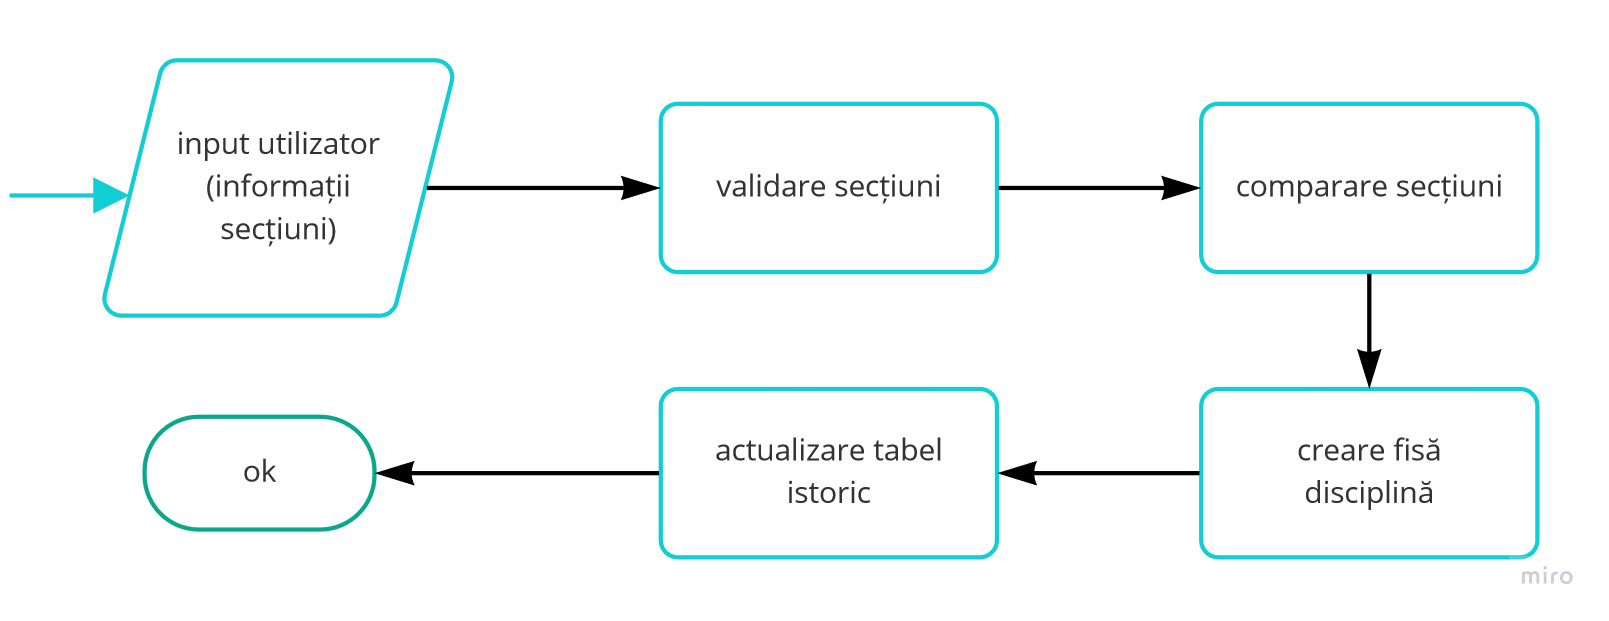 input utilizator
(informații
secțiuni)
validare secțiuni
comparare secțiuni
creare fisă
disciplină
actualizare tabel
istoric
ok
miro